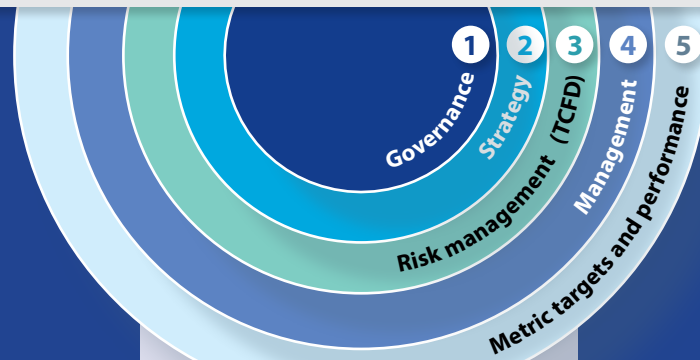 1 2 3 4 5
Governance
Strategy
Risk management (TCFD)
Management
Metric targets and performance